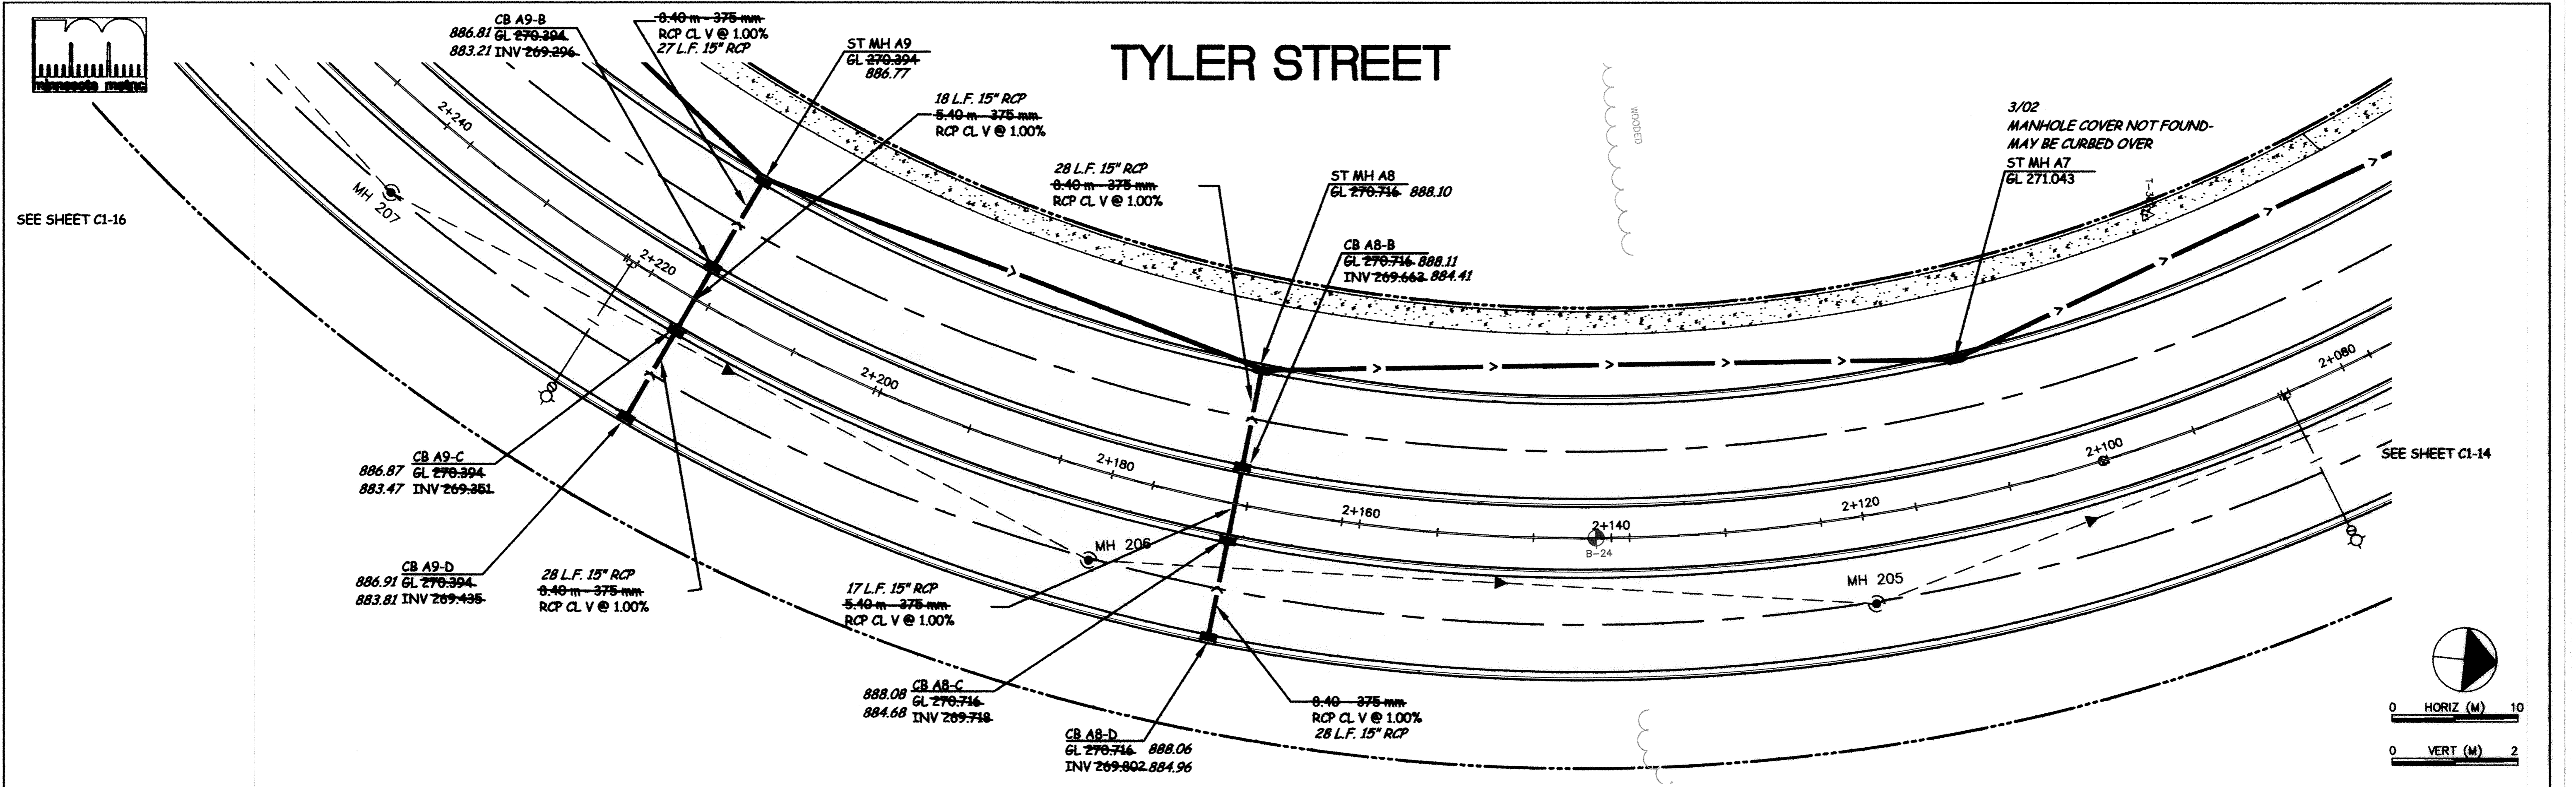 minnesota metric
TYLER STREET
CB A9-B
886.81 GL 270.394
883.21 INV 269.296
8.40 m - 375 mm
RCP CL V @ 1.00%
27 L.F. 15" RCP
ST MH A9
GL 270.394
886.77
18 L.F. 15" RCP
5.40 m - 375 mm
RCP CL V @ 1.00%
28 L.F. 15" RCP
8.40 m - 375 mm
RCP CL V @ 1.00%
ST MH A8
GL 270.716 888.10
CB A8-B
GL 270.716 888.11
INV 269.663 884.41
WOODED
3/02
MANHOLE COVER NOT FOUND-
MAY BE CURBED OVER
ST MH A7
GL 271.043
SEE SHEET C1-16
MH 207
2+240
2+220
2+200
2+180
2+160
2+140
B-24
2+120
2+100
2+080
SEE SHEET C1-14
MH 206
MH 205
CB A9-C
886.87 GL 270.394
883.47 INV 269.351
CB A9-D
886.91 GL 270.394
883.81 INV 269.435
28 L.F. 15" RCP
8.40 m - 375 mm
RCP CL V @ 1.00%
17 L.F. 15" RCP
5.40 m - 375 mm
RCP CL V @ 1.00%
CB A8-C
888.08 GL 270.716
884.68 INV 269.718
CB A8-D
GL 270.716 888.06
INV 269.802 884.96
8.40 - 375 mm
RCP CL V @ 1.00%
28 L.F. 15" RCP
0 HORIZ (M) 10
0 VERT (M) 2